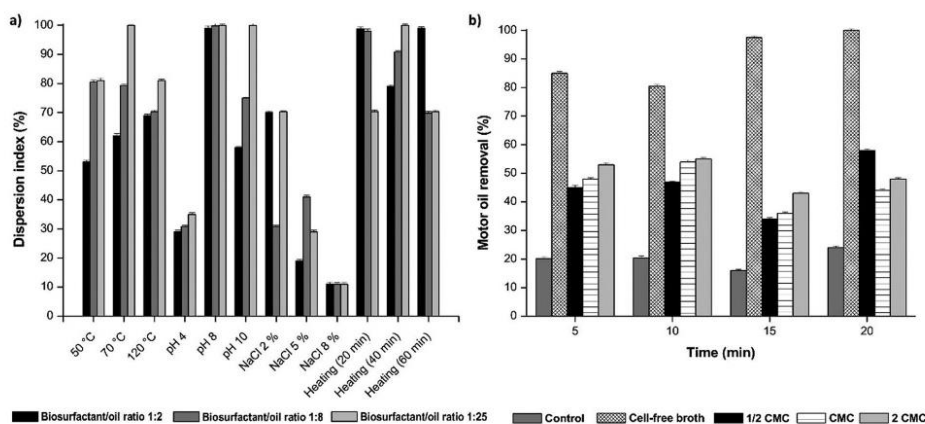 a)
Dispersion index (%)
100
90
80
70
60
50
40
30
20
10
0
50 °C
70 °C
120 °C
pH 4
pH 8
pH 10
NaCl 2 %
NaCl 5 %
NaCl 8 %
Heating (20 min)
Heating (40 min)
Heating (60 min)
Biosurfactant/oil ratio 1:2
Biosurfactant/oil ratio 1:8
Biosurfactant/oil ratio 1:25
b)
Motor oil removal (%)
100
90
80
70
60
50
40
30
20
10
0
5
10
15
20
Time (min)
Control
Cell-free broth
1/2 CMC
CMC
2 CMC